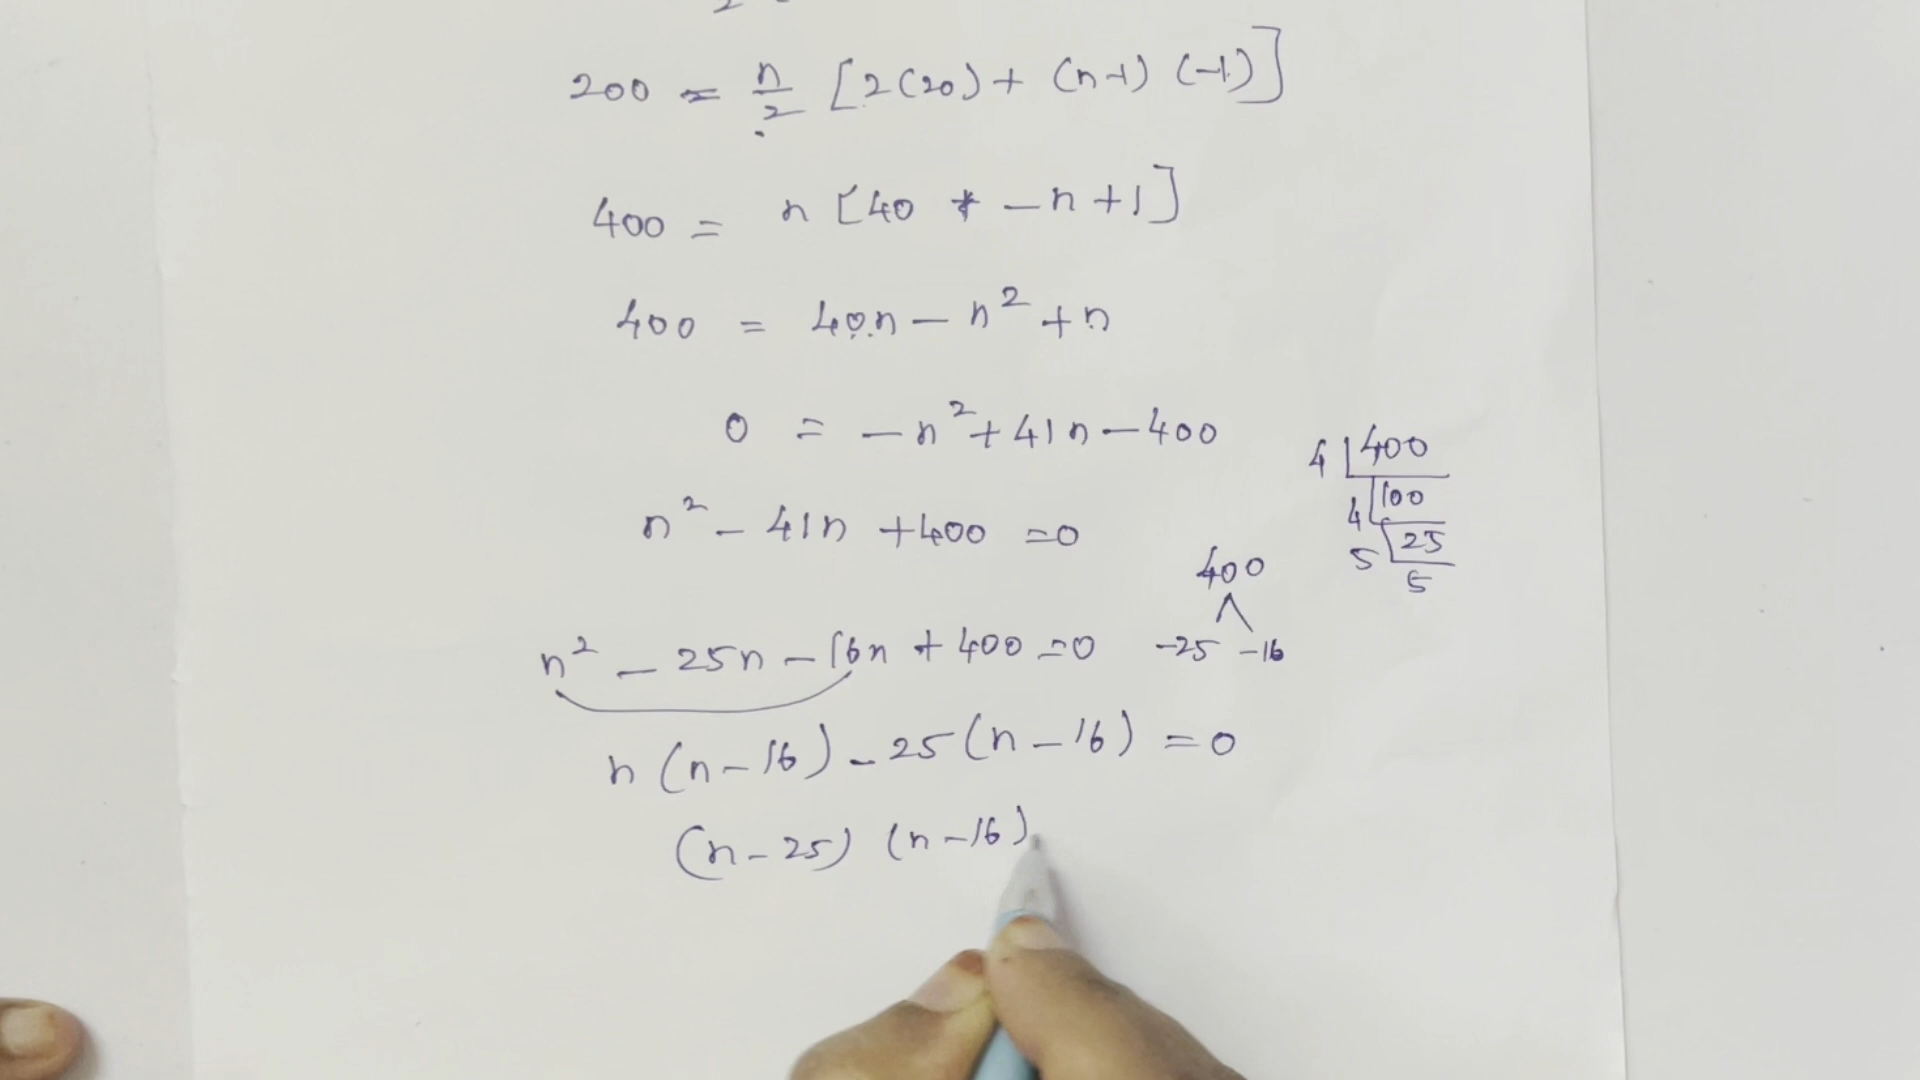 200 = n/2 [2(20) + (n-1) (-1)]
400 = n [40 + -n+1]
400 = 40n - n² + n
0 = -n² + 41n - 400
n² - 41n + 400 = 0
n² - 25n - 16n + 400 = 0
n (n-16) - 25 (n-16) = 0
(n-25) (n-16)
400
-25 -16
4 400
4 100
5 25
5